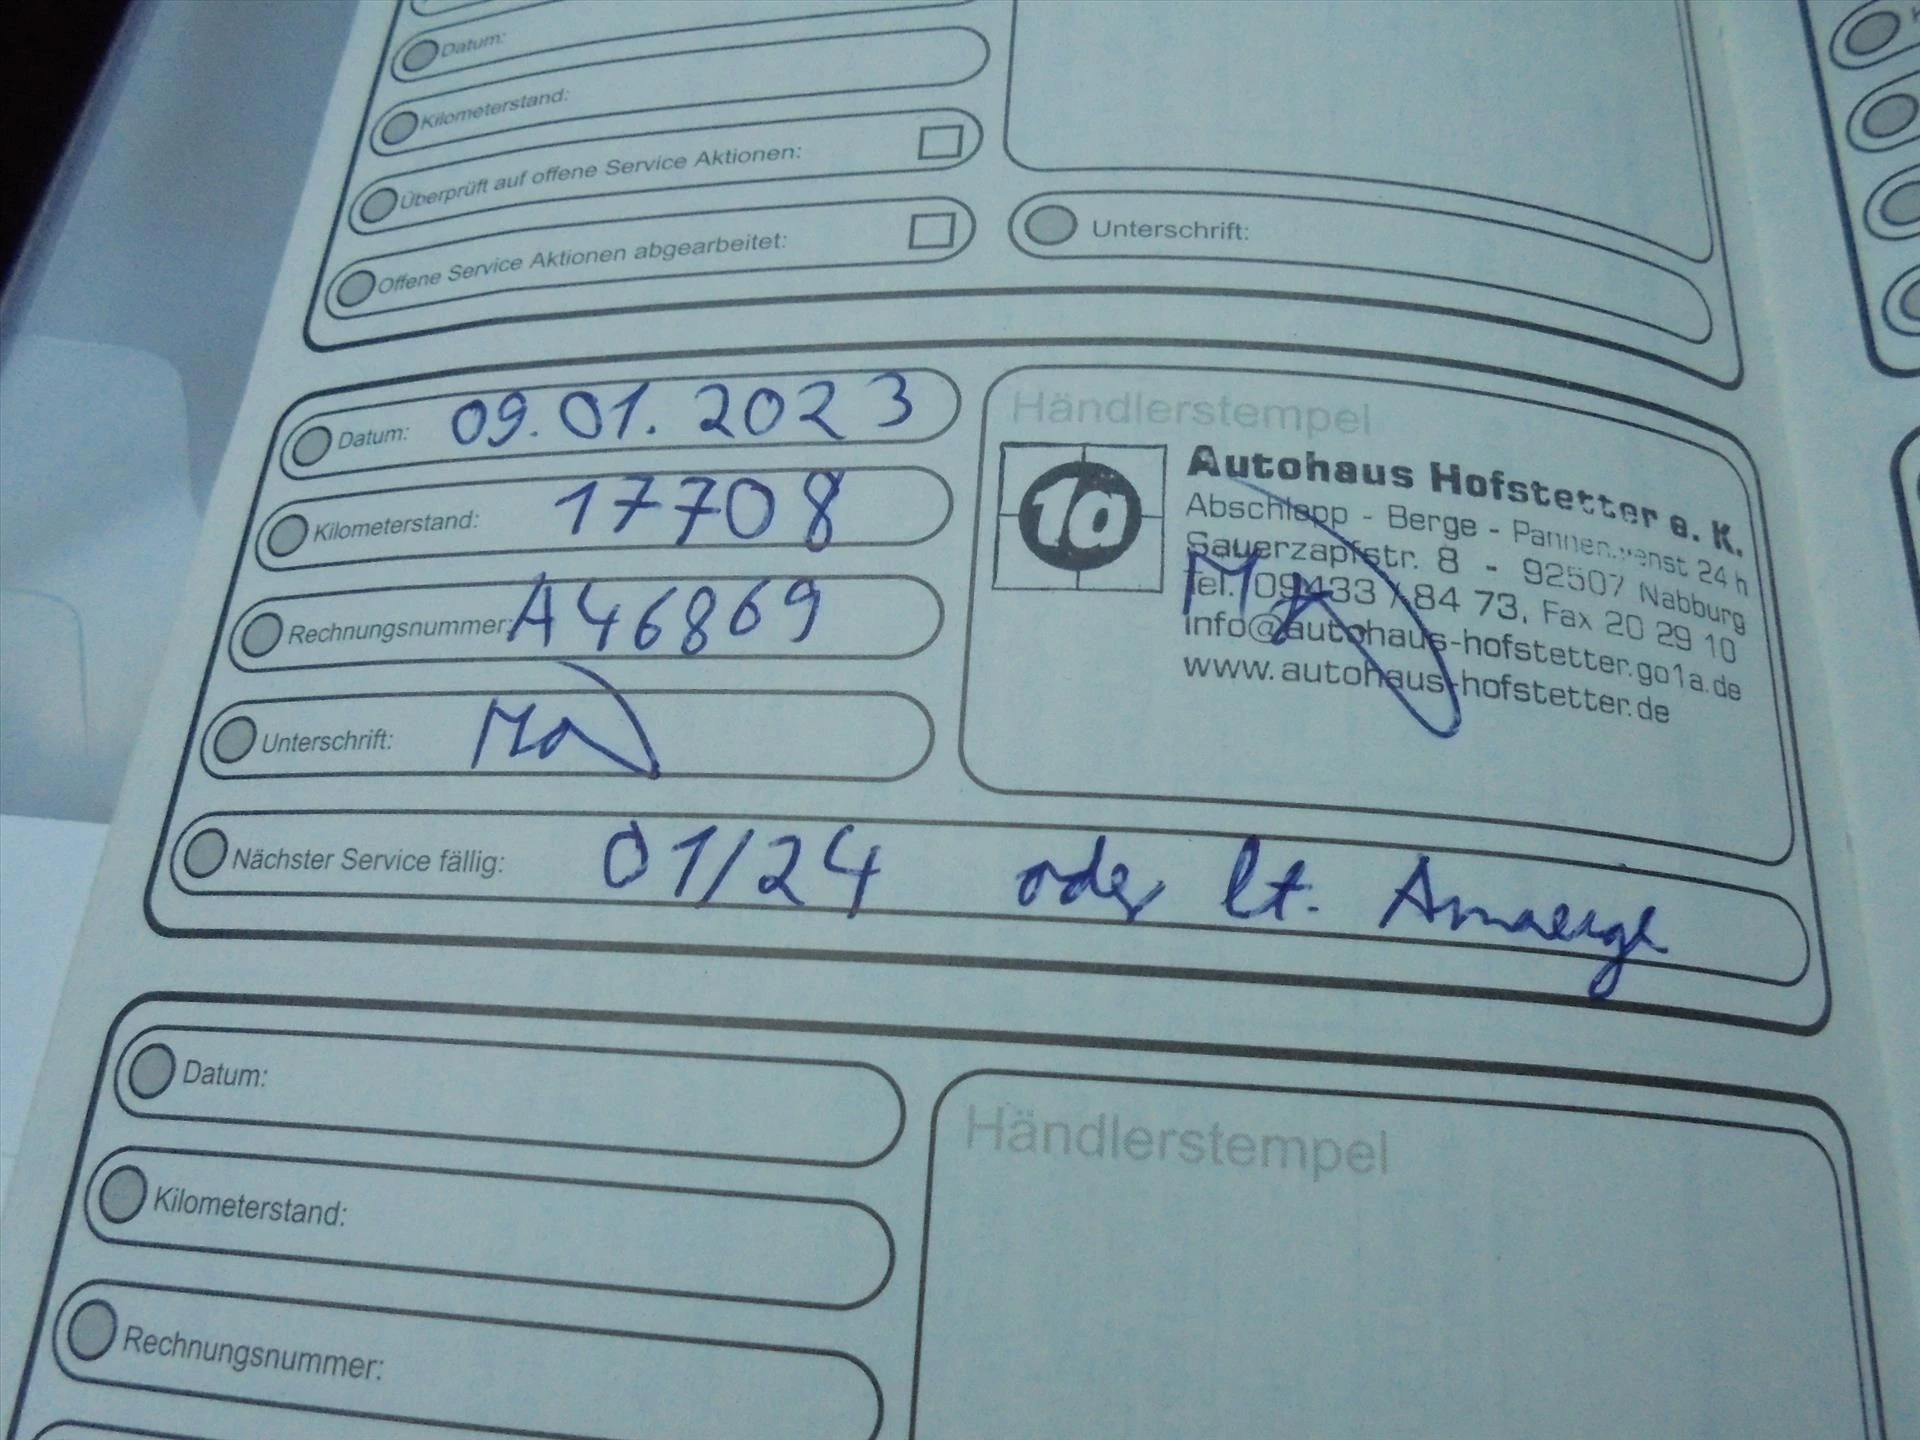 Datum:
Kilometerstand:
Überprüft auf offene Service Aktionen:
Offene Service Aktionen abgearbeitet:
Unterschrift:
Datum: 09.01.2023
Kilometerstand: 17708
Rechnungsnummer: A46869
Unterschrift:
Händlerstempel
1a
Autohaus Hofstetter e. K.
Abschlepp - Berge - Pannendienst 24 h
Sauerzapfstr. 8 - 92507 Nabburg
Tel. 09433 / 84 73, Fax 20 29 10
info@autohaus-hofstetter.go1a.de
www.autohaus-hofstetter.de
Nächster Service fällig: 01/24 oder lt. Anzeige
Datum:
Kilometerstand:
Rechnungsnummer:
Händlerstempel